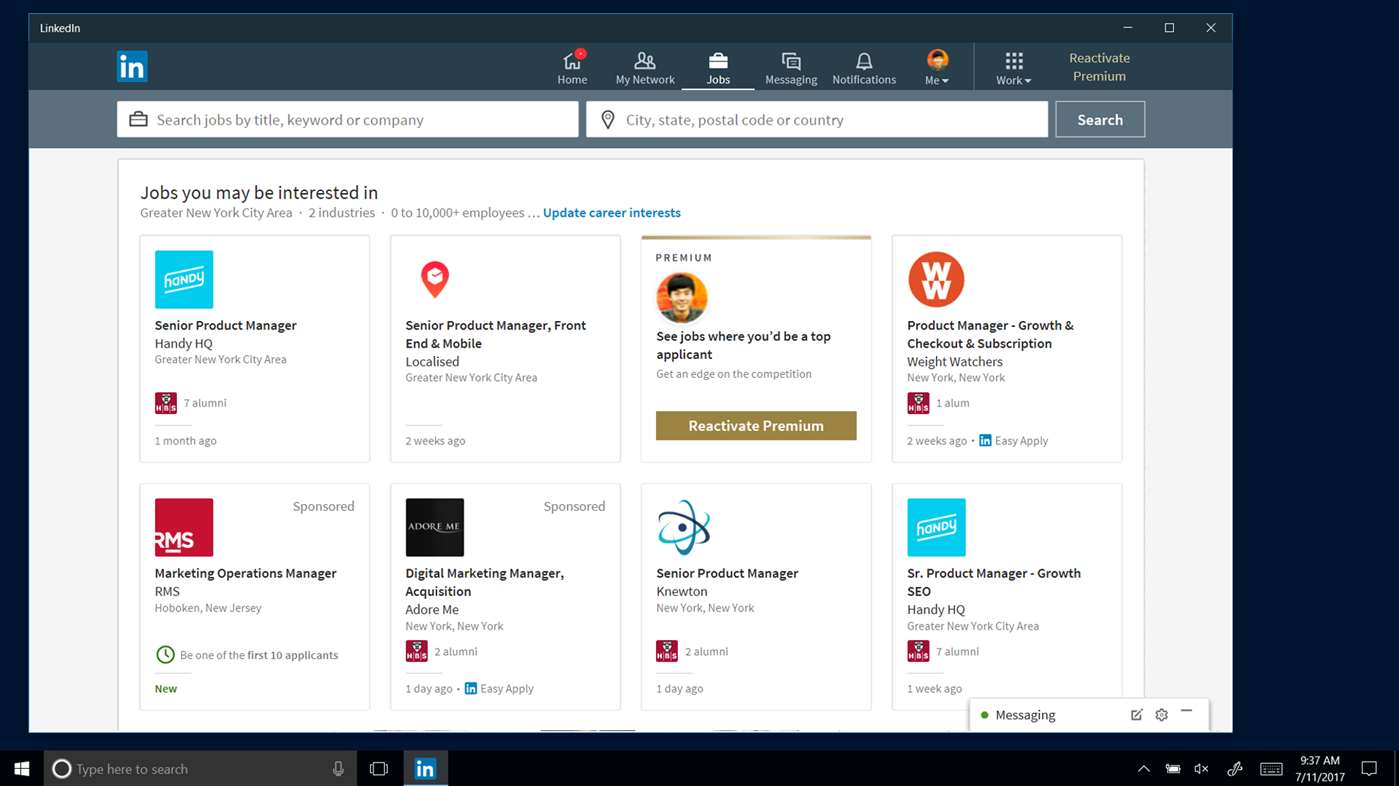 LinkedIn
in
Home
My Network
Jobs
Messaging
Notifications
Me
Work
Reactivate
Premium
Search jobs by title, keyword or company
City, state, postal code or country
Search
Jobs you may be interested in
Greater New York City Area · 2 industries · 0 to 10,000+ employees … Update career interests
HANDY
Senior Product Manager
Handy HQ
Greater New York City Area
HBS
7 alumni
1 month ago
Senior Product Manager, Front
End & Mobile
Localised
Greater New York City Area
2 weeks ago
PREMIUM
See jobs where you'd be a top
applicant
Get an edge on the competition
Reactivate Premium
WW
Product Manager - Growth &
Checkout & Subscription
Weight Watchers
New York, New York
HBS
1 alum
2 weeks ago • in Easy Apply
RMS
Sponsored
Marketing Operations Manager
RMS
Hoboken, New Jersey
Be one of the first 10 applicants
New
ADORE ME
Sponsored
Digital Marketing Manager,
Acquisition
Adore Me
New York, New York
HBS
2 alumni
1 day ago • in Easy Apply
Senior Product Manager
Knewton
New York, New York
HBS
2 alumni
1 day ago
HANDY
Sr. Product Manager - Growth
SEO
Handy HQ
Greater New York City Area
HBS
7 alumni
1 week ago
Messaging
Type here to search
in
9:37 AM
7/11/2017